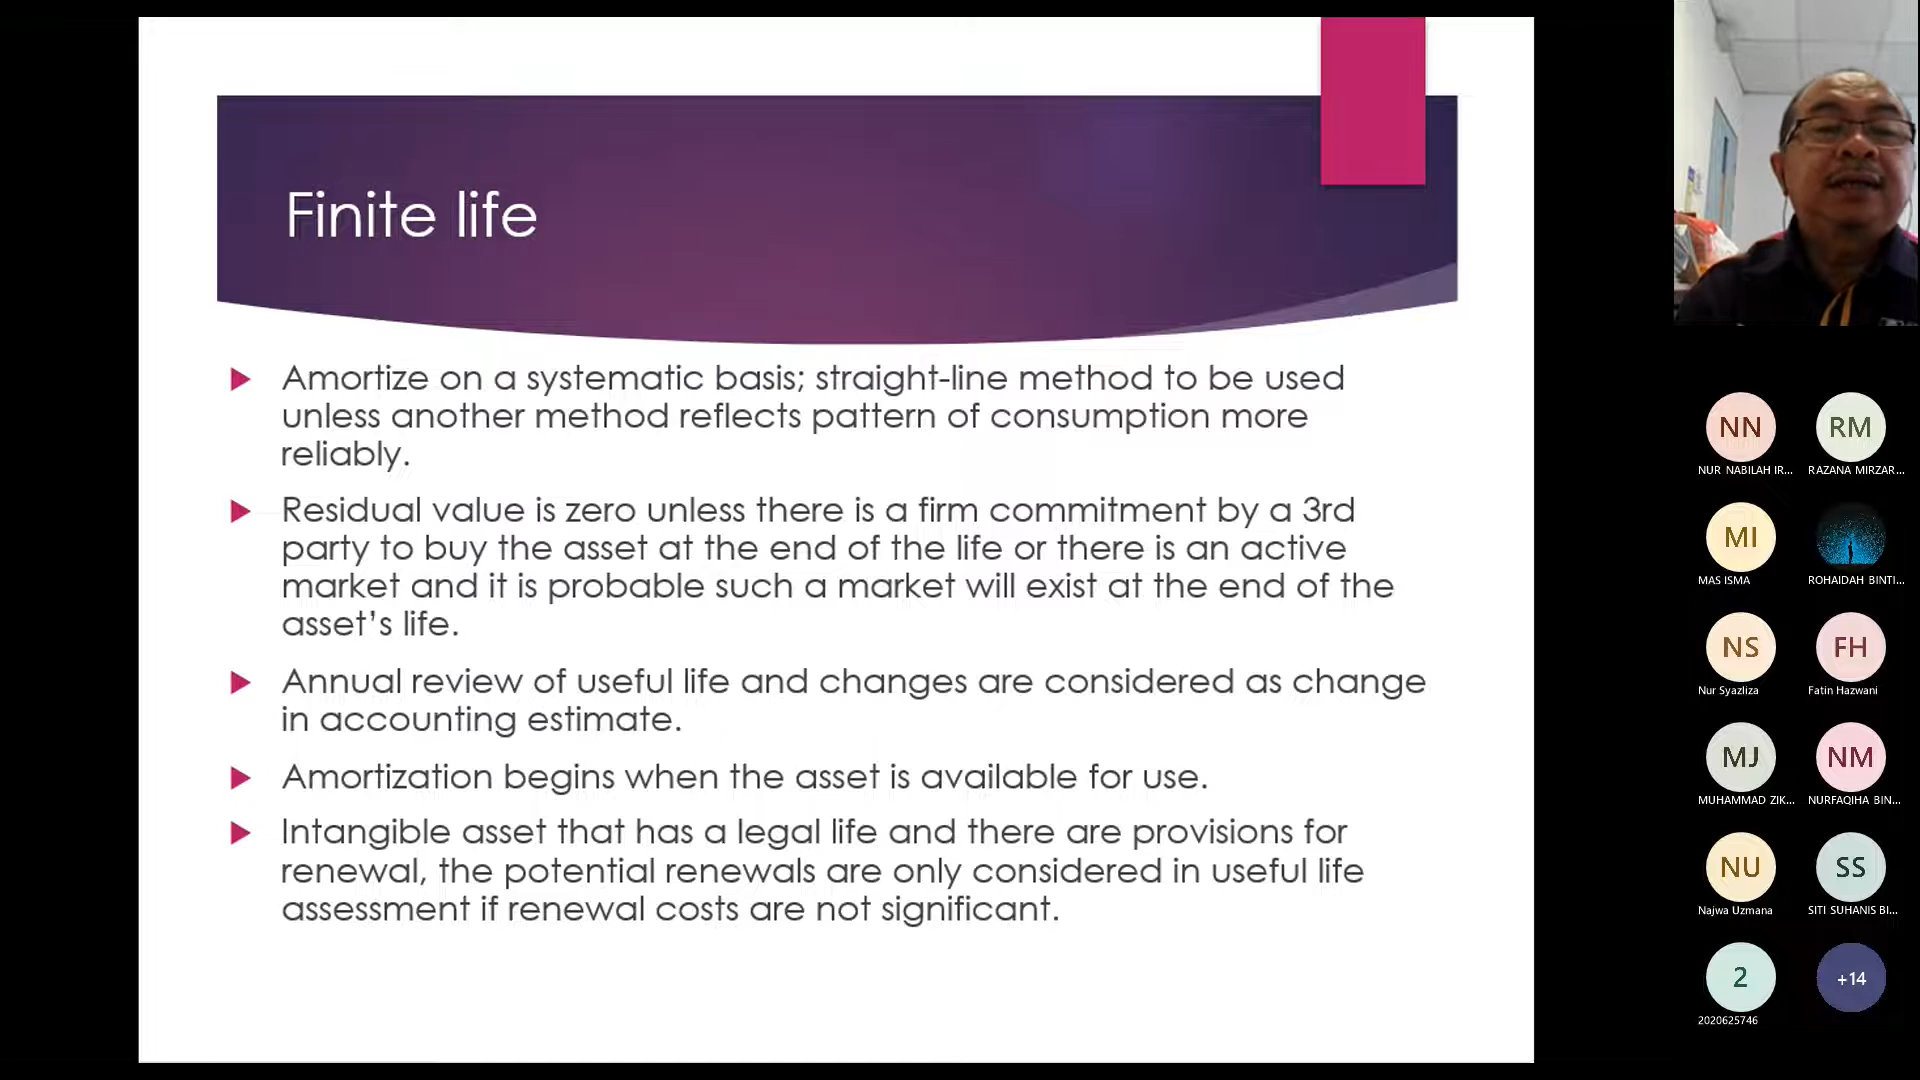 Finite life
Amortize on a systematic basis; straight-line method to be used
unless another method reflects pattern of consumption more
reliably.
Residual value is zero unless there is a firm commitment by a 3rd
party to buy the asset at the end of the life or there is an active
market and it is probable such a market will exist at the end of the
asset’s life.
Annual review of useful life and changes are considered as change
in accounting estimate.
Amortization begins when the asset is available for use.
Intangible asset that has a legal life and there are provisions for
renewal, the potential renewals are only considered in useful life
assessment if renewal costs are not significant.
NN
NUR NABILAH IR...
RM
RAZANA MIRZAR...
MI
MAS ISMA
ROHAIDAH BINTI...
NS
Nur Syazliza
FH
Fatin Hazwani
MJ
MUHAMMAD ZIK...
NM
NURFAQIHA BIN...
NU
Najwa Uzmana
SS
SITI SUHANIS BI...
2
2020625746
+14